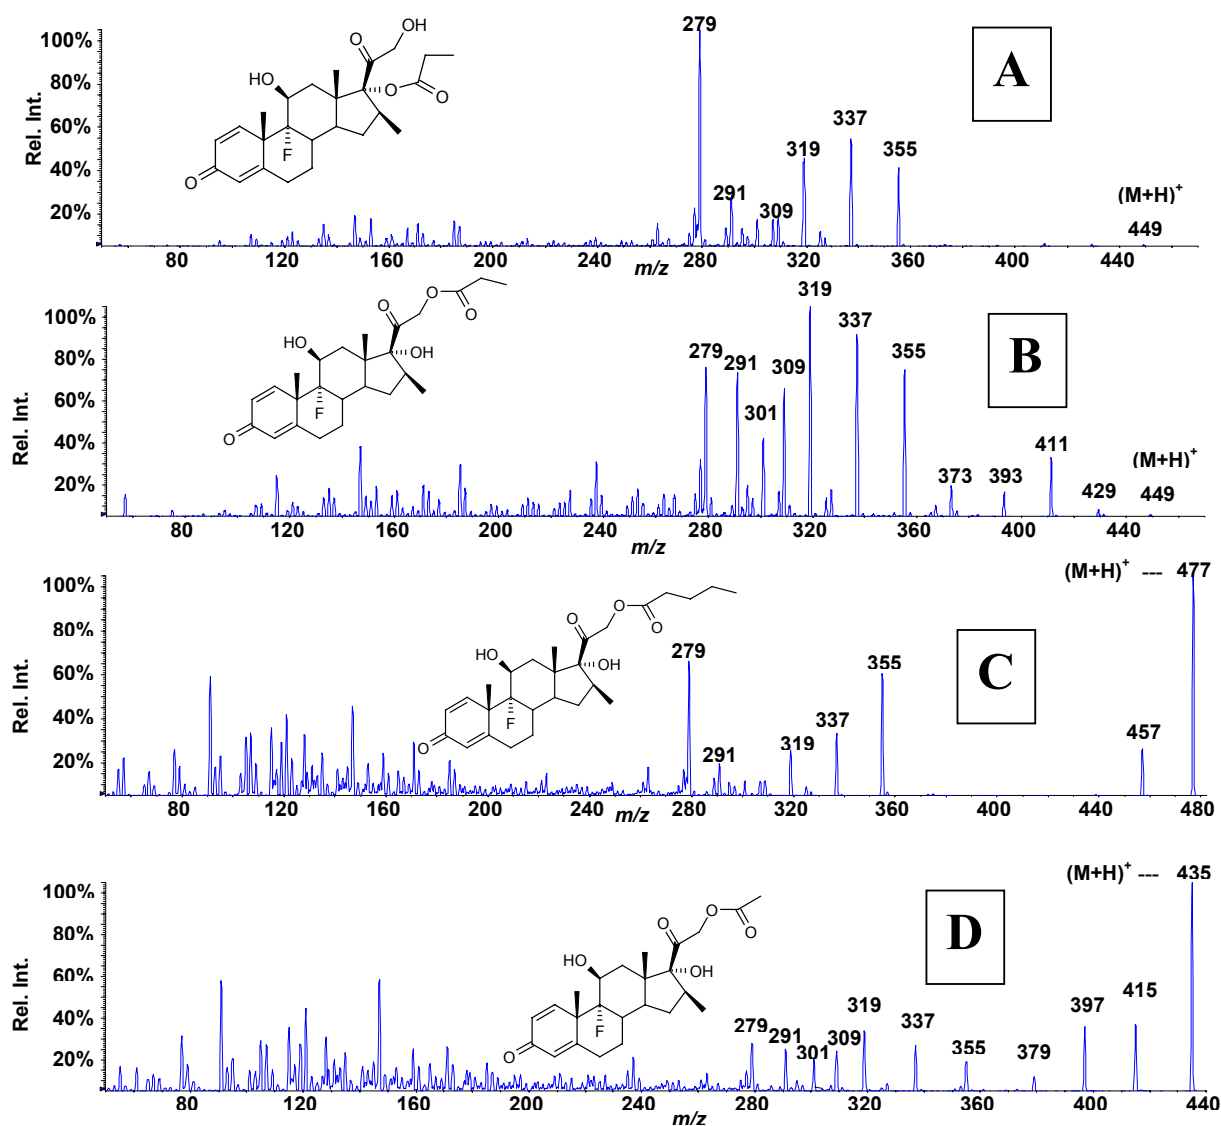 279
100%
80%
60%
40%
20%
Rel. Int.
A
337
319
355
291
309
(M+H)+
449
OH
O
HO
O
O
F
O
80 120 160 200 240 280 320 360 400 440
m/z
319
100%
80%
60%
40%
20%
Rel. Int.
B
337
279 291 309 355
301
411
373 393 429
(M+H)+
449
O
O
O
HO
OH
F
O
80 120 160 200 240 280 320 360 400 440
m/z
(M+H)+ --- 477
100%
80%
60%
40%
20%
Rel. Int.
C
279
355
337
319
291
457
O
O
O
HO
OH
F
O
80 120 160 200 240 280 320 360 400 440 480
m/z
(M+H)+ --- 435
100%
80%
60%
40%
20%
Rel. Int.
D
319
397 415
337
279 291 309
301 355 379
O
O
O
HO
OH
F
O
80 120 160 200 240 280 320 360 400 440
m/z